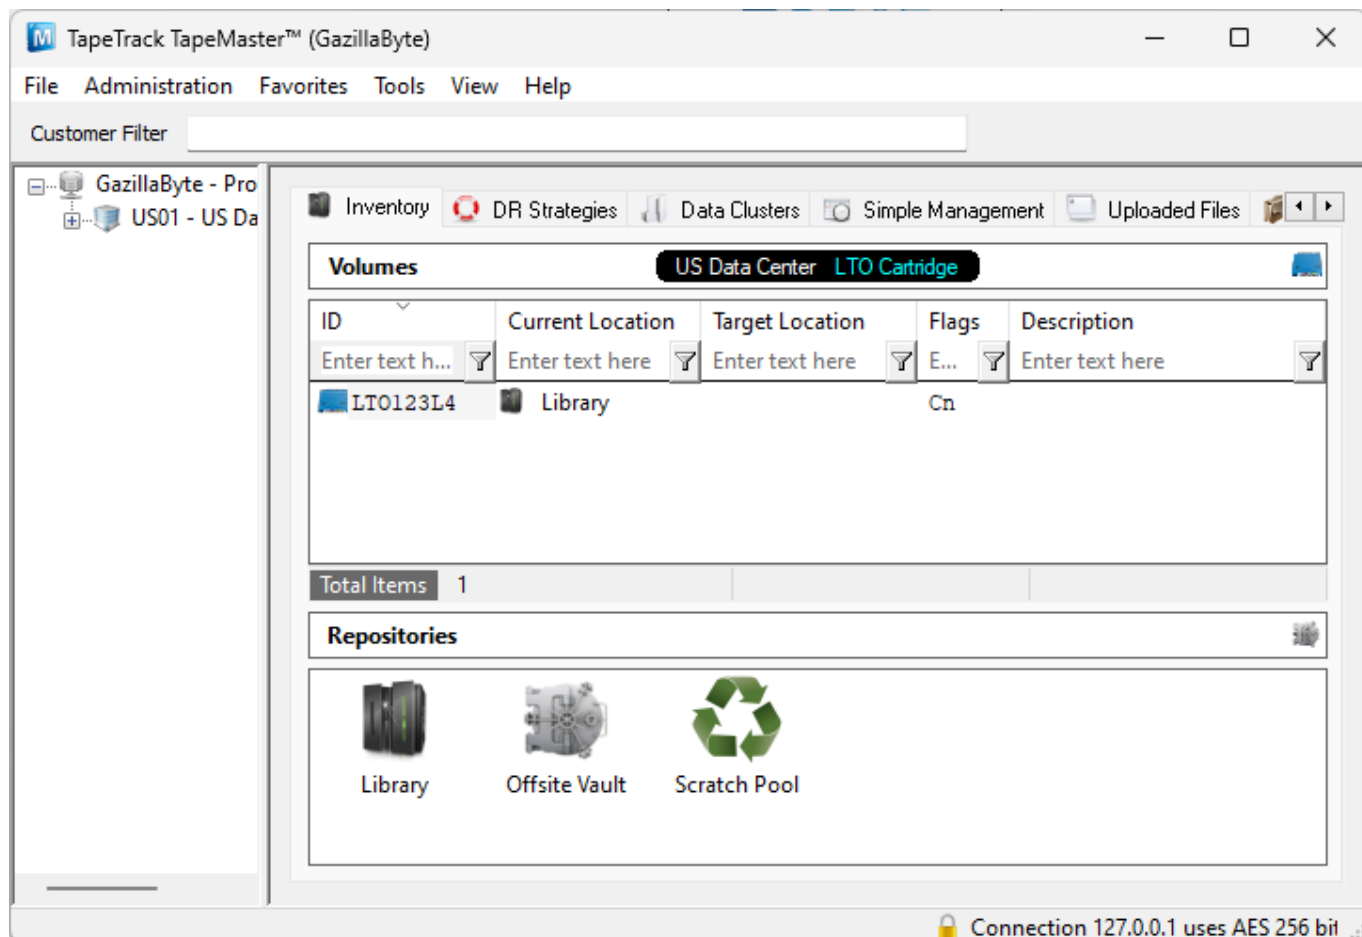 TapeTrack TapeMaster™ (GazillaByte)
File Administration Favorites Tools View Help
Customer Filter
GazillaByte - Pro
US01 - US Da
Inventory DR Strategies Data Clusters Simple Management Uploaded Files
Volumes US Data Center LTO Cartridge
ID Current Location Target Location Flags Description
Enter text h... Enter text here Enter text here E... Enter text here
LTO123L4 Library Cn
Total Items 1
Repositories
Library Offsite Vault Scratch Pool
Connection 127.0.0.1 uses AES 256 bit